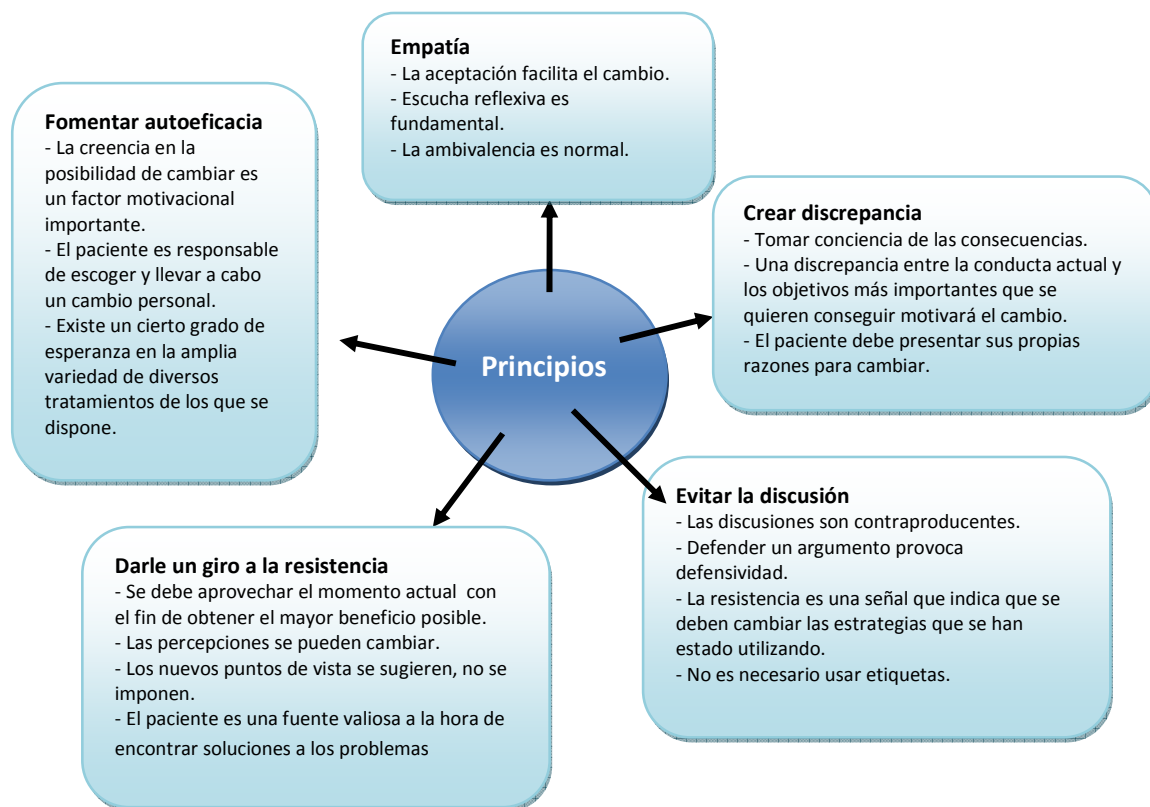 Empatía
- La aceptación facilita el cambio.
- Escucha reflexiva es
fundamental.
- La ambivalencia es normal.
Fomentar autoeficacia
- La creencia en la
posibilidad de cambiar es
un factor motivacional
importante.
- El paciente es responsable
de escoger y llevar a cabo
un cambio personal.
- Existe un cierto grado de
esperanza en la amplia
variedad de diversos
tratamientos de los que se
dispone.
Crear discrepancia
- Tomar conciencia de las consecuencias.
- Una discrepancia entre la conducta actual y
los objetivos más importantes que se
quieren conseguir motivará el cambio.
- El paciente debe presentar sus propias
razones para cambiar.
Principios
Evitar la discusión
- Las discusiones son contraproducentes.
- Defender un argumento provoca
defensividad.
- La resistencia es una señal que indica que se
deben cambiar las estrategias que se han
estado utilizando.
- No es necesario usar etiquetas.
Darle un giro a la resistencia
- Se debe aprovechar el momento actual con
el fin de obtener el mayor beneficio posible.
- Las percepciones se pueden cambiar.
- Los nuevos puntos de vista se sugieren, no se
imponen.
- El paciente es una fuente valiosa a la hora de
encontrar soluciones a los problemas